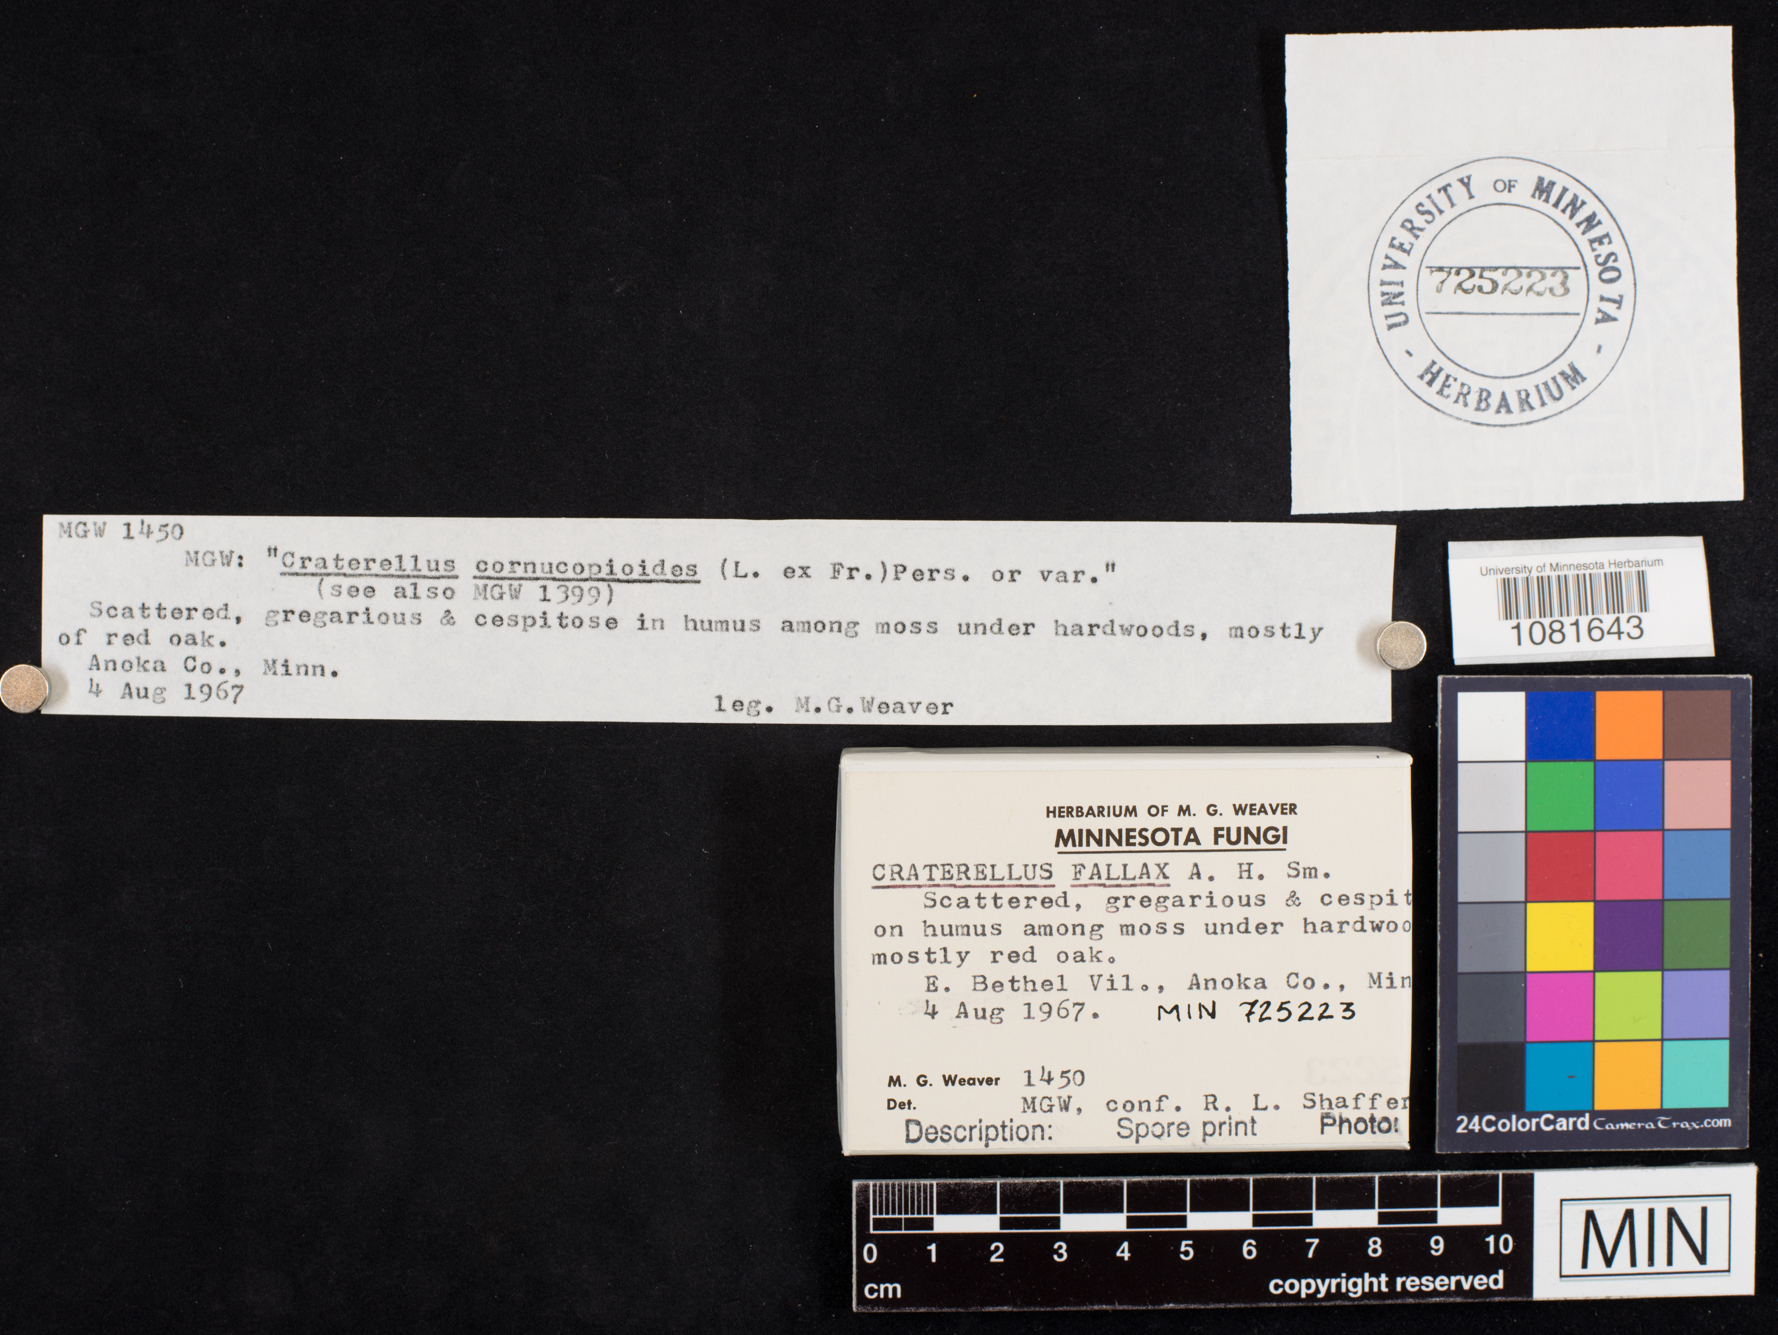 UNIVERSITY OF MINNESOTA
725223
- HERBARIUM -
MGW 1450
MGW: "Craterellus cornucopioides (L. ex Fr.)Pers. or var."
(see also MGW 1399)
Scattered, gregarious & cespitose in humus among moss under hardwoods, mostly
of red oak.
Anoka Co., Minn.
4 Aug 1967
leg. M.G.Weaver
University of Minnesota Herbarium
1081643
HERBARIUM OF M. G. WEAVER
MINNESOTA FUNGI
CRATERELLUS FALLAX A. H. Sm.
Scattered, gregarious & cespit
on humus among moss under hardwoo
mostly red oak.
E. Bethel Vil., Anoka Co., Min
4 Aug 1967. MIN 725223
M. G. Weaver 1450
Det. MGW, conf. R. L. Shaffer
Description: Spore print Photo:
24ColorCard CameraTrax.com
0 1 2 3 4 5 6 7 8 9 10
cm copyright reserved
MIN